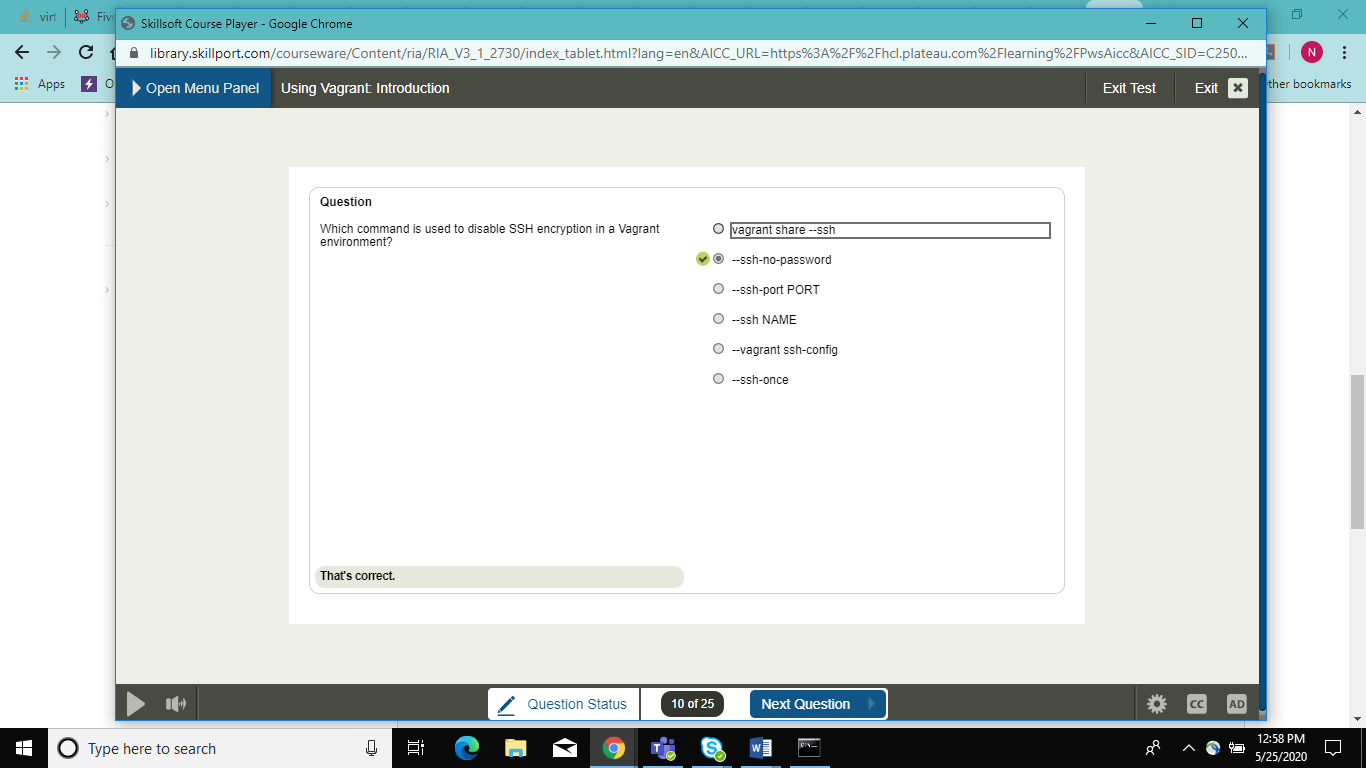 virt
Fiv
Skillsoft Course Player - Google Chrome
library.skillport.com/courseware/Content/ria/RIA_V3_1_2730/index_tablet.html?lang=en&AICC_URL=https%3A%2F%2Fhcl.plateau.com%2Flearning%2FPwsAicc&AICC_SID=C250...
N
Apps
ther bookmarks
Open Menu Panel
Using Vagrant: Introduction
Exit Test
Exit
Question
Which command is used to disable SSH encryption in a Vagrant
environment?
vagrant share --ssh
--ssh-no-password
--ssh-port PORT
--ssh NAME
--vagrant ssh-config
--ssh-once
That's correct.
Question Status
10 of 25
Next Question
CC
AD
Type here to search
12:58 PM
5/25/2020